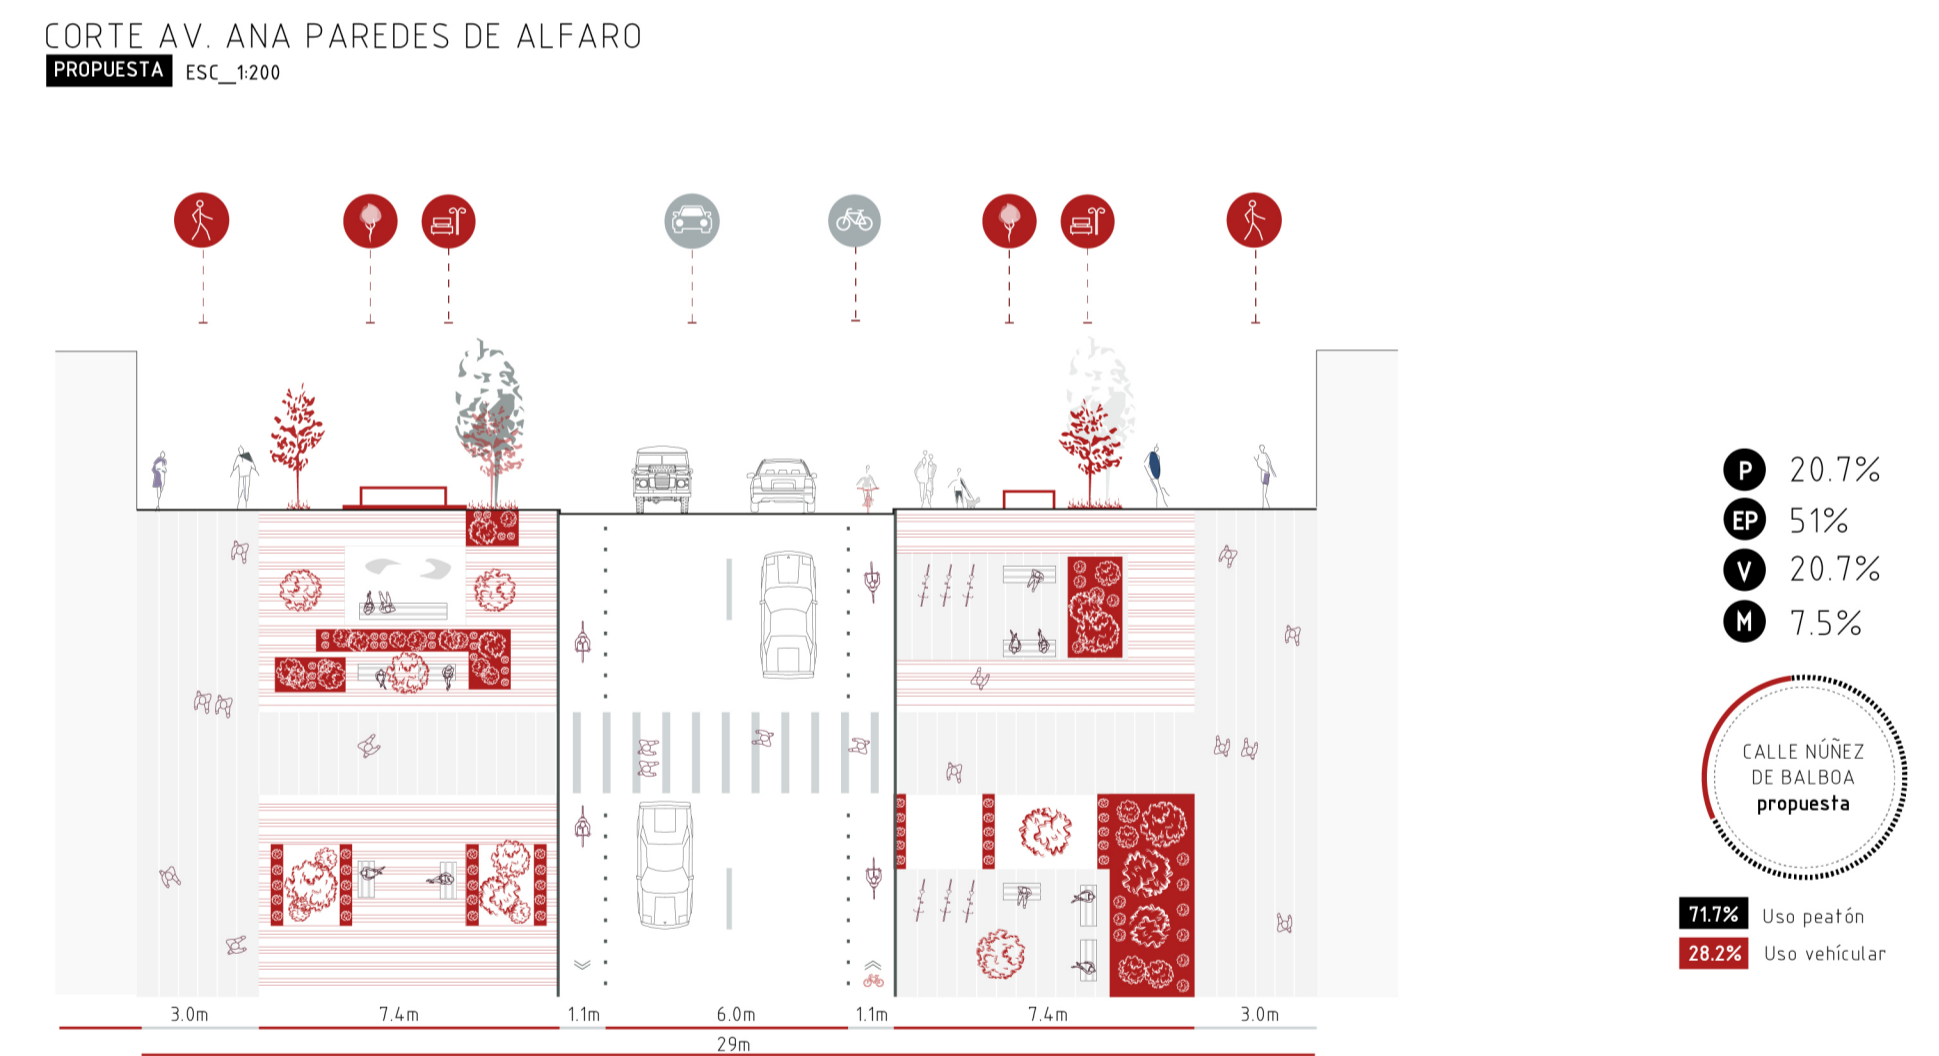 CORTE AV. ANA PAREDES DE ALFARO
PROPUESTA ESC__1:200
P 20.7%
EP 51%
V 20.7%
M 7.5%
CALLE NÚÑEZ
DE BALBOA
propuesta
71.7% Uso peatón
28.2% Uso vehícular
3.0m 7.4m 1.1m 6.0m 1.1m 7.4m 3.0m
29m